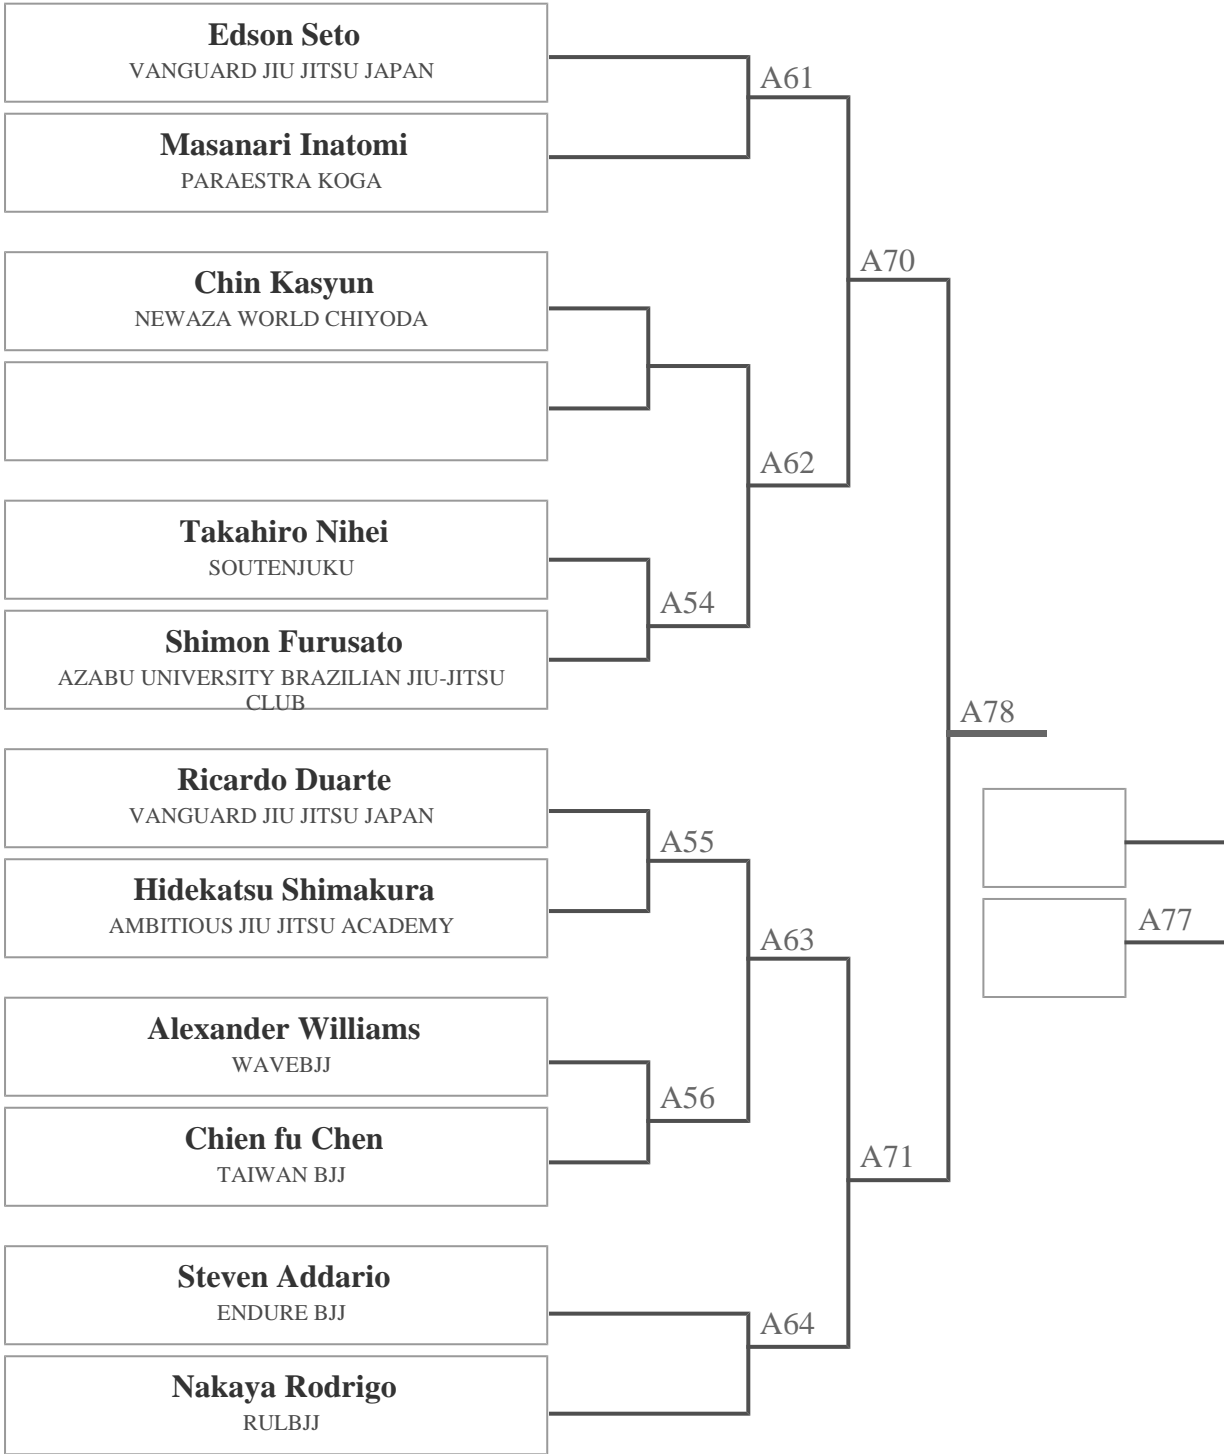 Edson Seto
VANGUARD JIU JITSU JAPAN
A61
Masanari Inatomi
PARAESTRA KOGA
Chin Kasyun
NEWAZA WORLD CHIYODA
A70
A62
Takahiro Nihei
SOUTENJUKU
A54
Shimon Furusato
AZABU UNIVERSITY BRAZILIAN JIU-JITSU
CLUB
A78
Ricardo Duarte
VANGUARD JIU JITSU JAPAN
A55
Hidekatsu Shimakura
AMBITIOUS JIU JITSU ACADEMY
A77
A63
Alexander Williams
WAVEBJJ
A56
Chien fu Chen
TAIWAN BJJ
A71
Steven Addario
ENDURE BJJ
A64
Nakaya Rodrigo
RULBJJ